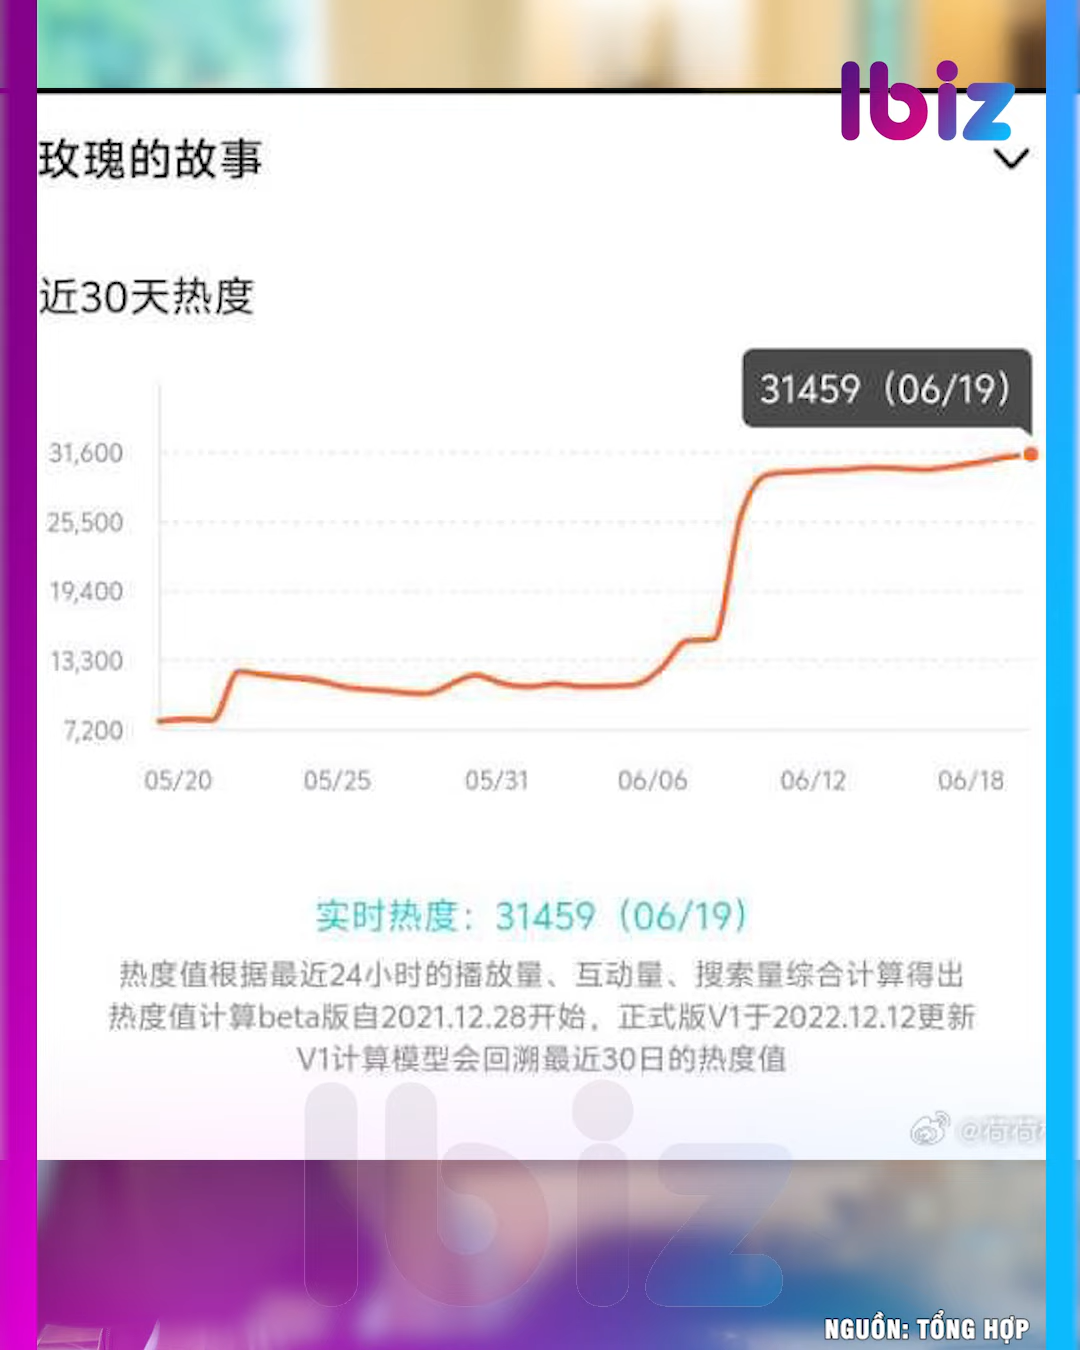 lbiz
玫瑰的故事
近30天热度
31459（06/19）
31,600
25,500
19,400
13,300
7,200
05/20 05/25 05/31 06/06 06/12 06/18
实时热度：31459（06/19）
热度值根据最近24小时的播放量、互动量、搜索量综合计算得出
热度值计算beta版自2021.12.28开始，正式版V1于2022.12.12更新
V1计算模型会回溯最近30日的热度值
lbiz
NGUỒN: TỔNG HỢP